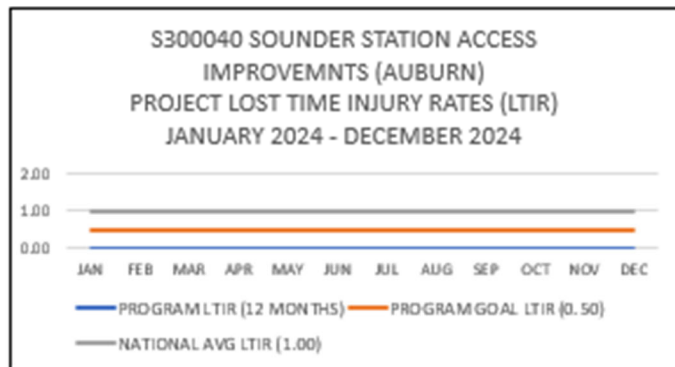 S300040 SOUNDER STATION ACCESS
IMPROVEMNTS (AUBURN)
PROJECT LOST TIME INJURY RATES (LTIR)
JANUARY 2024 - DECEMBER 2024
2.00
1.00
0.00
JAN FEB MAR APR MAY JUN JUL AUG SEP OCT NOV DEC
PROGRAM LTIR (12 MONTHS) PROGRAM GOAL LTIR (0.50)
NATIONAL AVG LTIR (1.00)